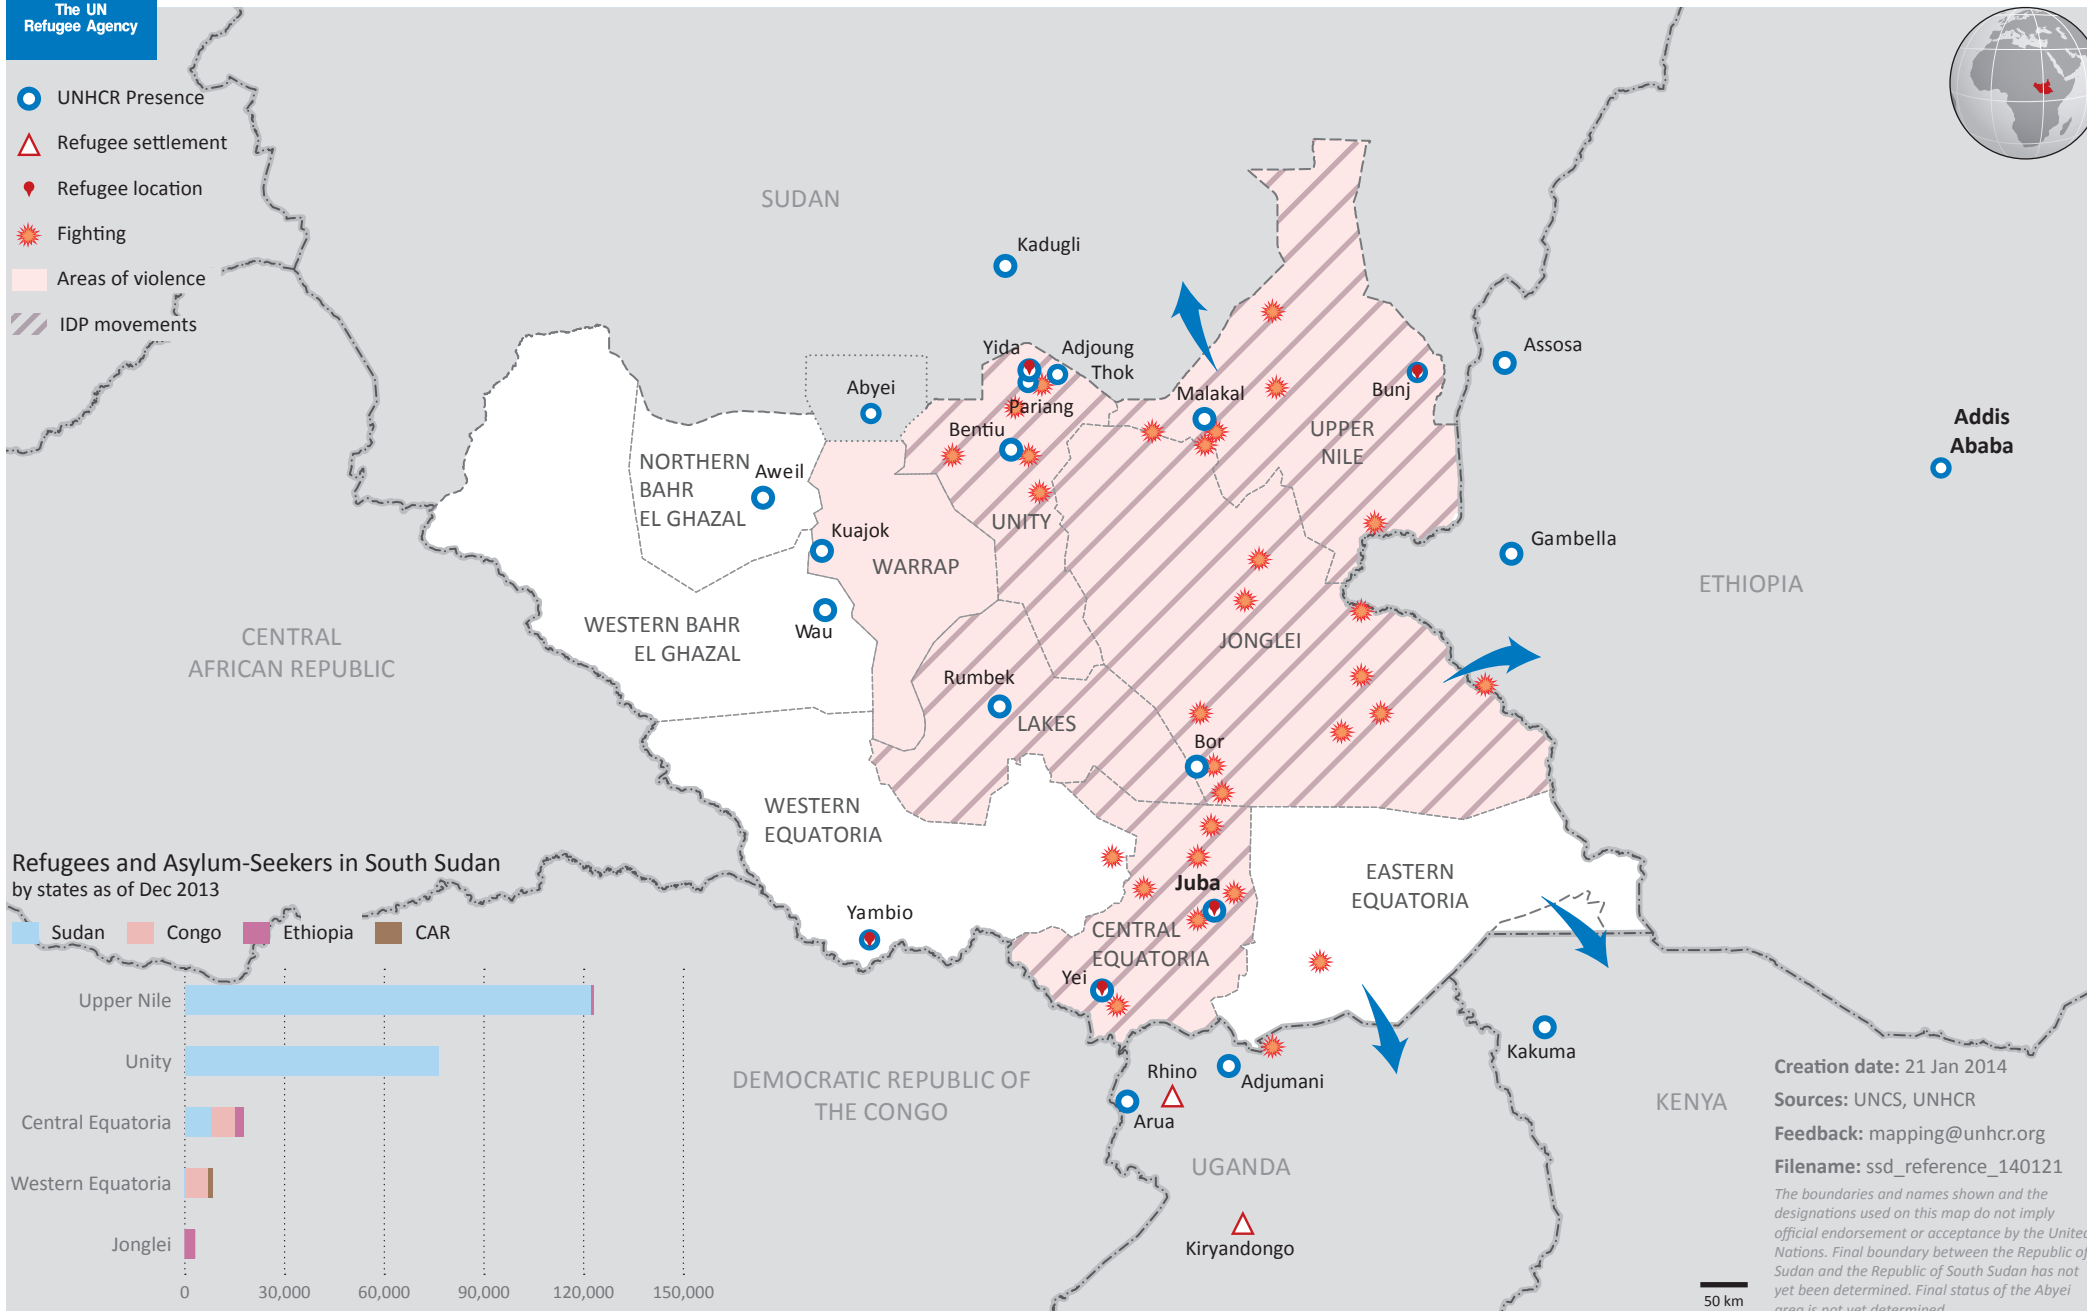 The UN
Refugee Agency
UNHCR Presence
Refugee settlement
Refugee location
Fighting
Areas of violence
IDP movements
SUDAN
Kadugli
Yida
Adjoung
Thok
Abyei
Pariang
Malakal
Bunj
Assosa
Addis
Ababa
Bentiu
UPPER
NILE
NORTHERN
BAHR
EL GHAZAL
Aweil
UNITY
Kuajok
WARRAP
Gambella
ETHIOPIA
CENTRAL
AFRICAN REPUBLIC
WESTERN BAHR
EL GHAZAL
Wau
JONGLEI
Rumbek
LAKES
Bor
WESTERN
EQUATORIA
EASTERN
EQUATORIA
Juba
Yambio
CENTRAL
EQUATORIA
Yei
Kakuma
Rhino
Adjumani
Arua
DEMOCRATIC REPUBLIC OF
THE CONGO
UGANDA
KENYA
Kiryandongo
Refugees and Asylum-Seekers in South Sudan
by states as of Dec 2013
Sudan
Congo
Ethiopia
CAR
Upper Nile
Unity
Central Equatoria
Western Equatoria
Jonglei
0 30,000 60,000 90,000 120,000 150,000
Creation date: 21 Jan 2014
Sources: UNCS, UNHCR
Feedback: mapping@unhcr.org
Filename: ssd_reference_140121
The boundaries and names shown and the
designations used on this map do not imply
official endorsement or acceptance by the United
Nations. Final boundary between the Republic of
Sudan and the Republic of South Sudan has not
yet been determined. Final status of the Abyei
area is not yet determined.
50 km